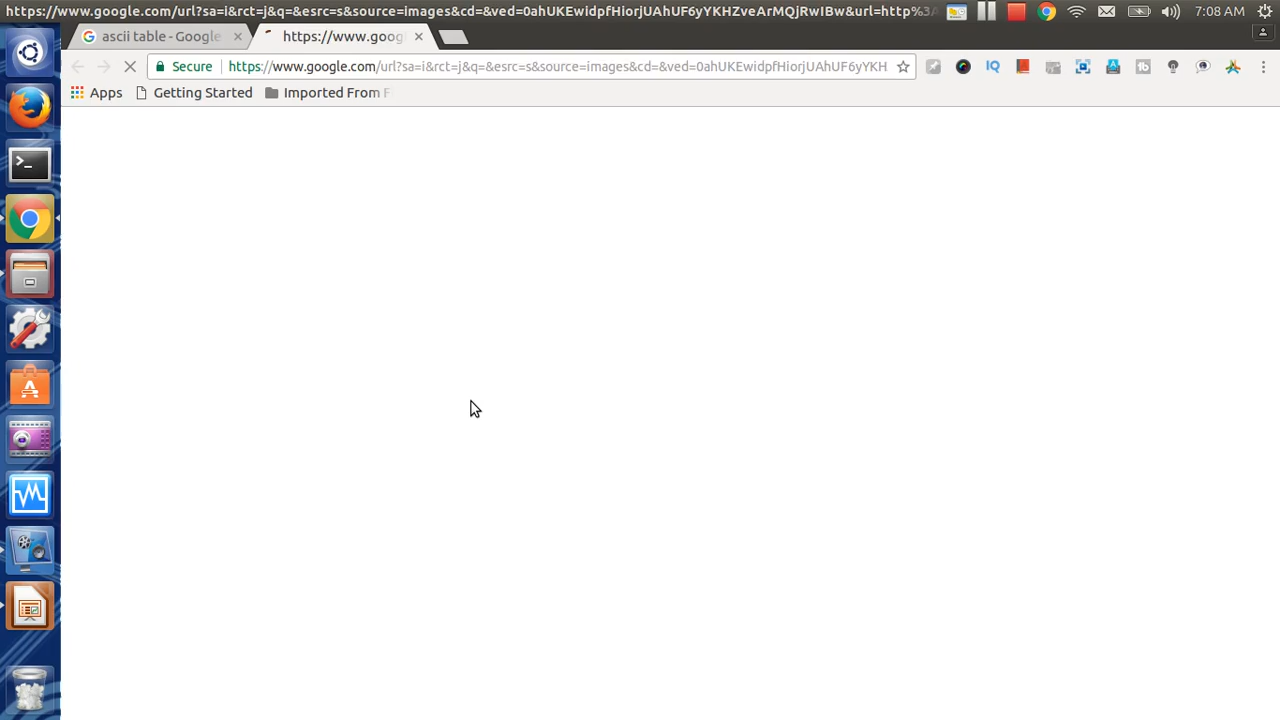 https://www.google.com/url?sa=i&rct=j&q=&esrc=s&source=images&cd=&ved=0ahUKEwidpfHiorjUAhUF6yYKHZveArMQjRwIBw&url=http%3A
7:08 AM
ascii table - Google
https://www.goog
Secure
https://www.google.com/url?sa=i&rct=j&q=&esrc=s&source=images&cd=&ved=0ahUKEwidpfHiorjUAhUF6yYKH
IQ
Apps
Getting Started
Imported From F